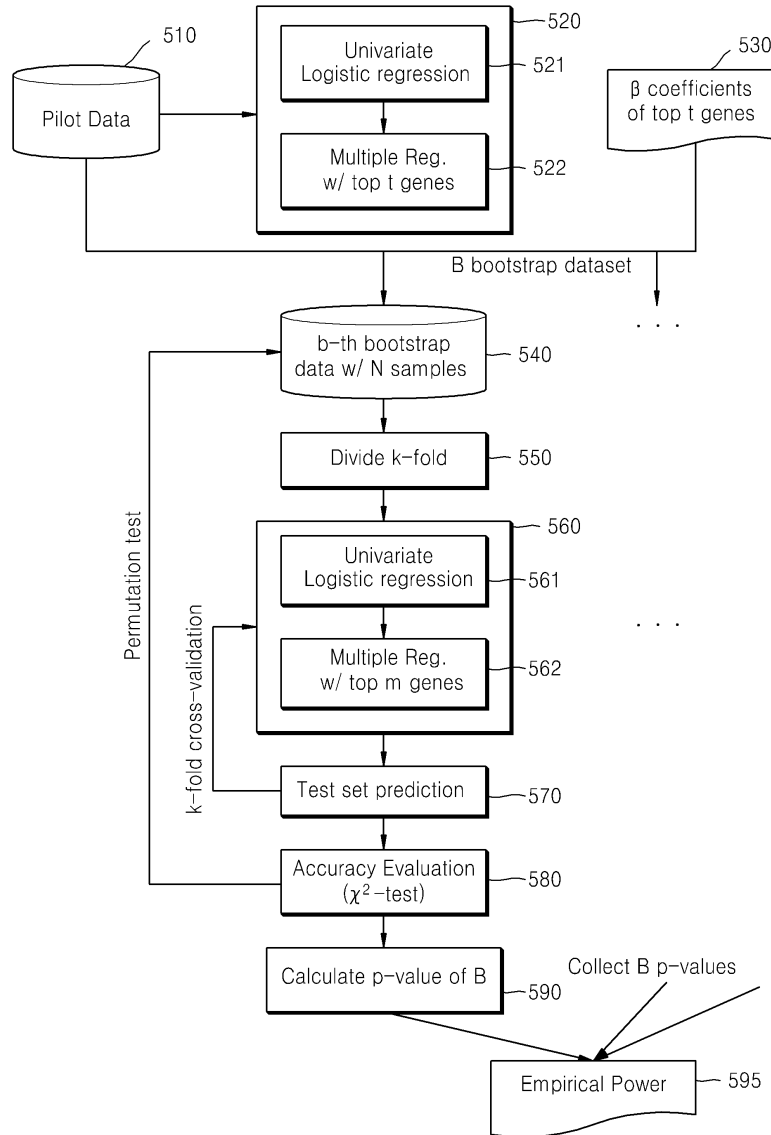 510
Pilot Data
520
Univariate
Logistic regression
521
Multiple Reg.
w/ top t genes
522
530
β coefficients
of top t genes
B bootstrap dataset
. . .
b-th bootstrap
data w/ N samples
540
Divide k-fold
550
560
Univariate
Logistic regression
561
Multiple Reg.
w/ top m genes
562
. . .
Permutation test
k-fold cross-validation
Test set prediction
570
Accuracy Evaluation
(χ²-test)
580
Calculate p-value of B
590
Collect B p-values
Empirical Power
595